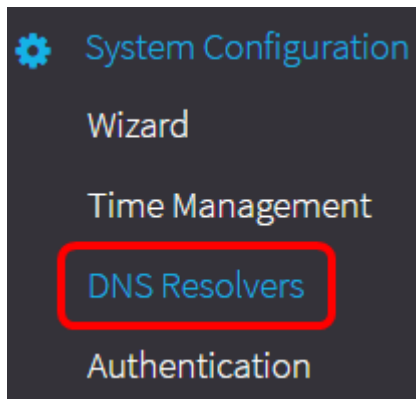 System Configuration
Wizard
Time Management
DNS Resolvers
Authentication